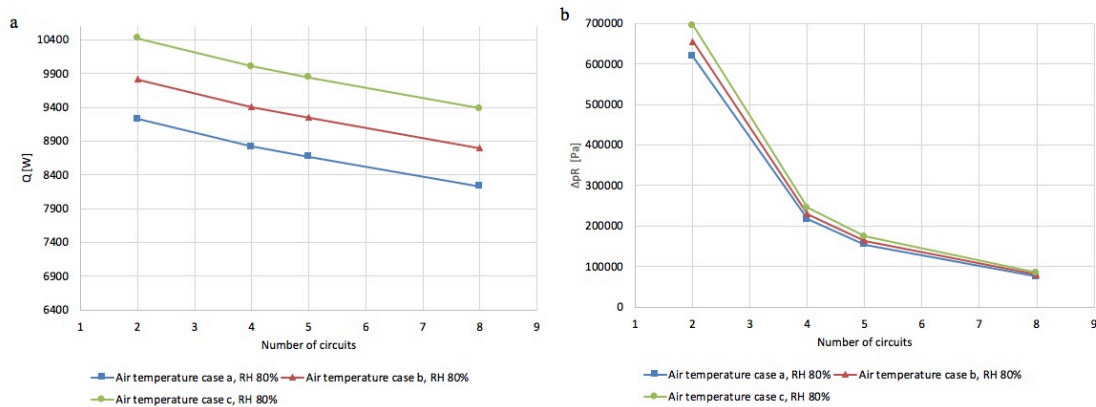 a
10400
9900
9400
8900
8400
7900
7400
6900
6400
Q [W]
1 2 3 4 5 6 7 8 9
Number of circuits
Air temperature case a, RH 80% Air temperature case b, RH 80%
Air temperature case c, RH 80%
b
700000
600000
500000
400000
300000
200000
100000
0
ΔpR [Pa]
1 2 3 4 5 6 7 8 9
Number of circuits
Air temperature case a, RH 80% Air temperature case b, RH 80%
Air temperature case c, RH 80%